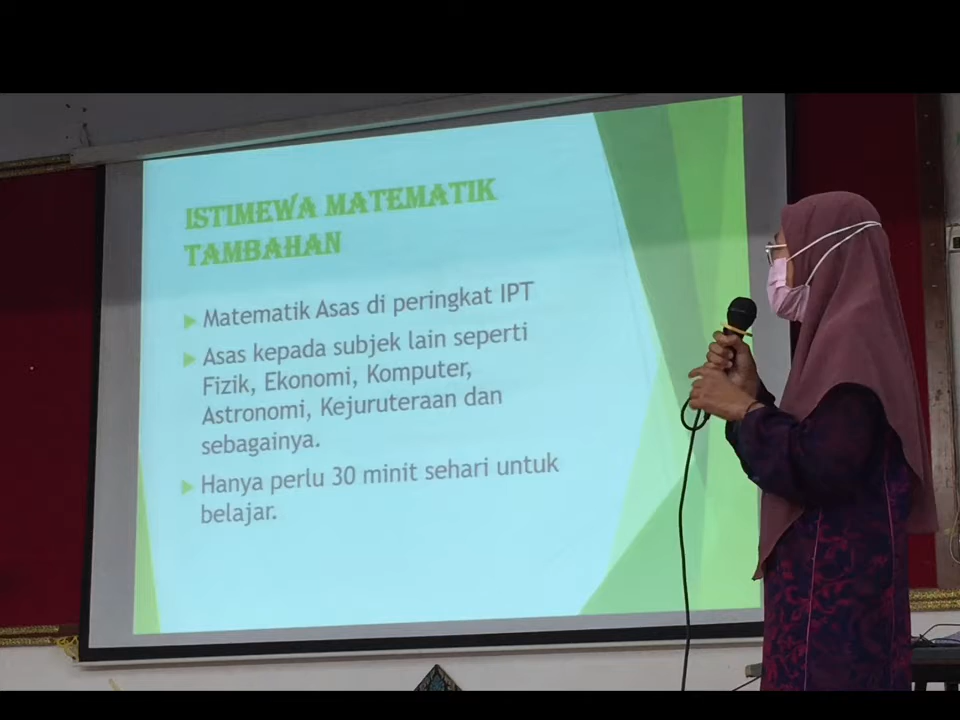 ISTIMEWA MATEMATIK
TAMBAHAN
Matematik Asas di peringkat IPT
Asas kepada subjek lain seperti
Fizik, Ekonomi, Komputer,
Astronomi, Kejuruteraan dan
sebagainya.
Hanya perlu 30 minit sehari untuk
belajar.